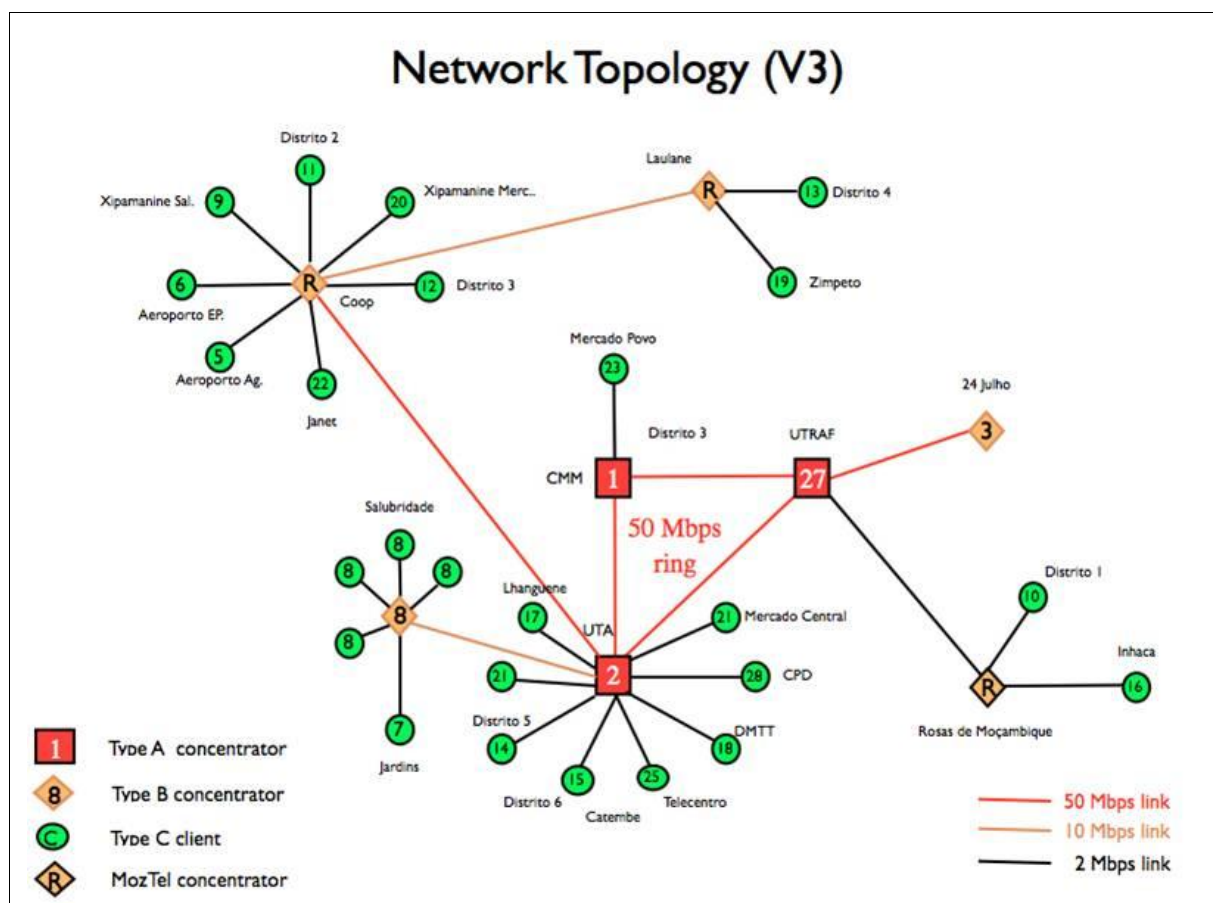 Network Topology (V3)
Distrito 2
11
Xipamanine Sal.
9
20
Xipamanine Merc..
Laulane
R
13
Distrito 4
19
Zimpeto
6
Aeroporto EP.
R
Coop
12
Distrito 3
5
Aeroporto Ag.
22
Janet
Mercado Povo
23
Distrito 3
CMM
1
UTRAF
27
24 Julho
3
50 Mbps
ring
Salubridade
8
8
8
8
8
7
Jardins
Lhanguene
17
UTA
2
21
Mercado Central
21
28
CPD
Distrito 5
14
DMTT
18
15
Distrito 6
Catembe
25
Telecentro
Distrito 1
10
Inhaca
16
R
Rosas de Moçambique
1
Type A concentrator
8
Type B concentrator
C
Type C client
R
MozTel concentrator
50 Mbps link
10 Mbps link
2 Mbps link